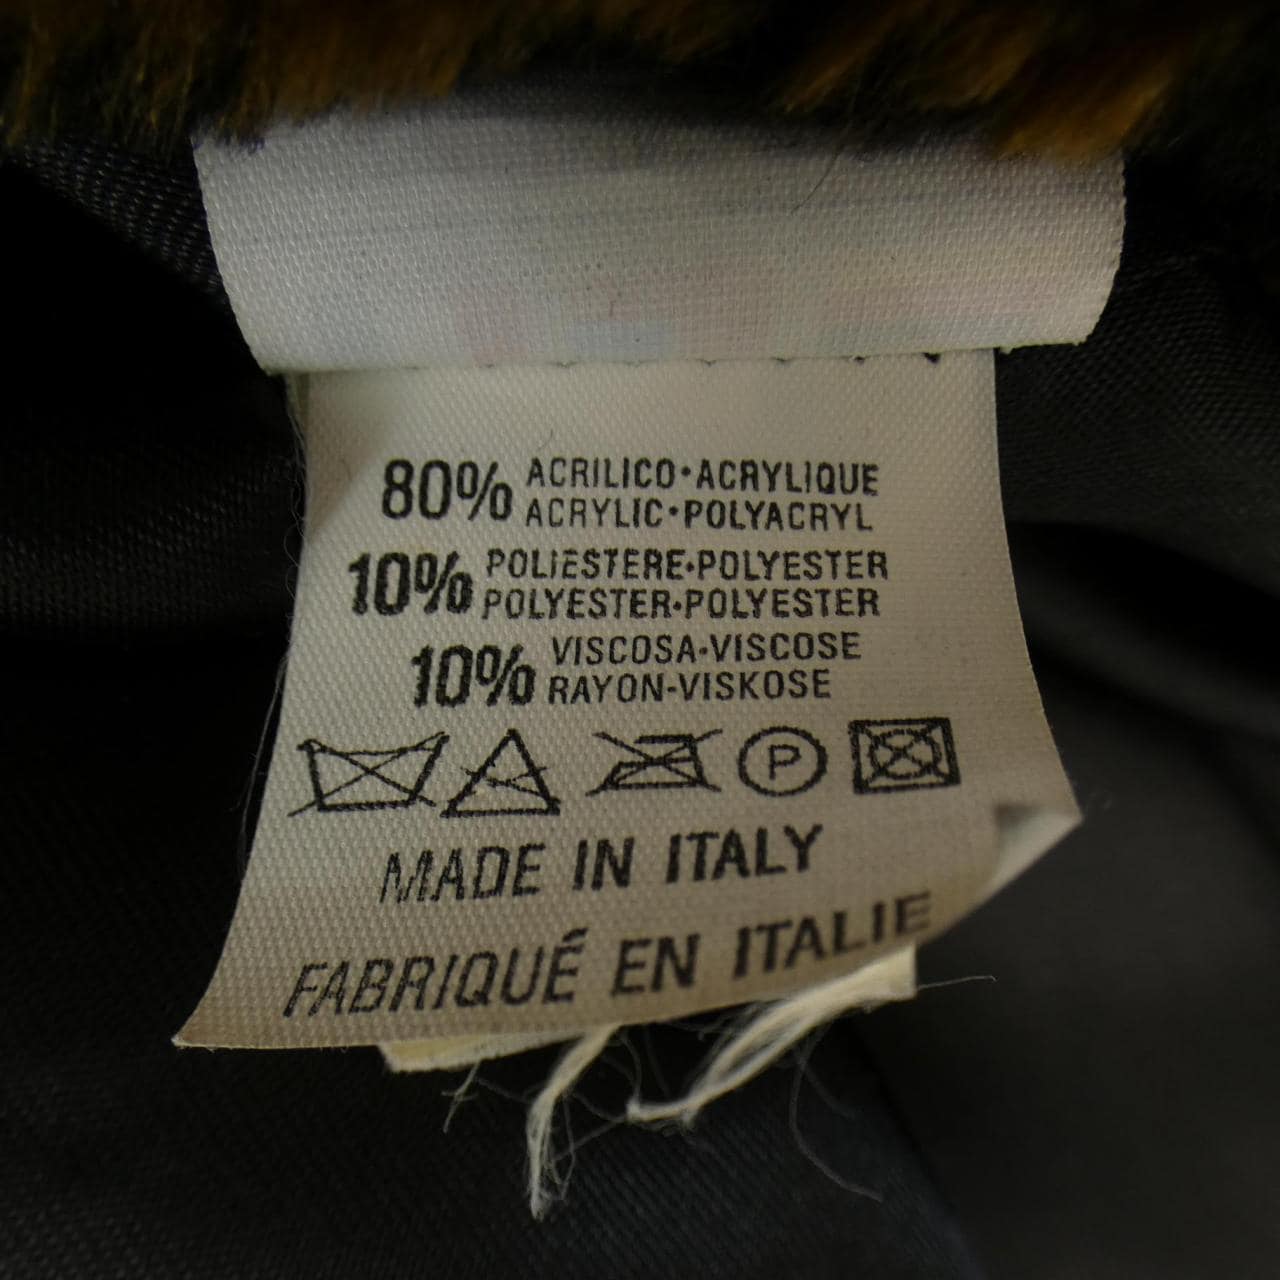 80% ACRILICO•ACRYLIQUE
ACRYLIC•POLYACRYL
10% POLIESTERE•POLYESTER
POLYESTER•POLYESTER
10% VISCOSA-VISCOSE
RAYON-VISKOSE
P
MADE IN ITALY
FABRIQUÉ EN ITALIE